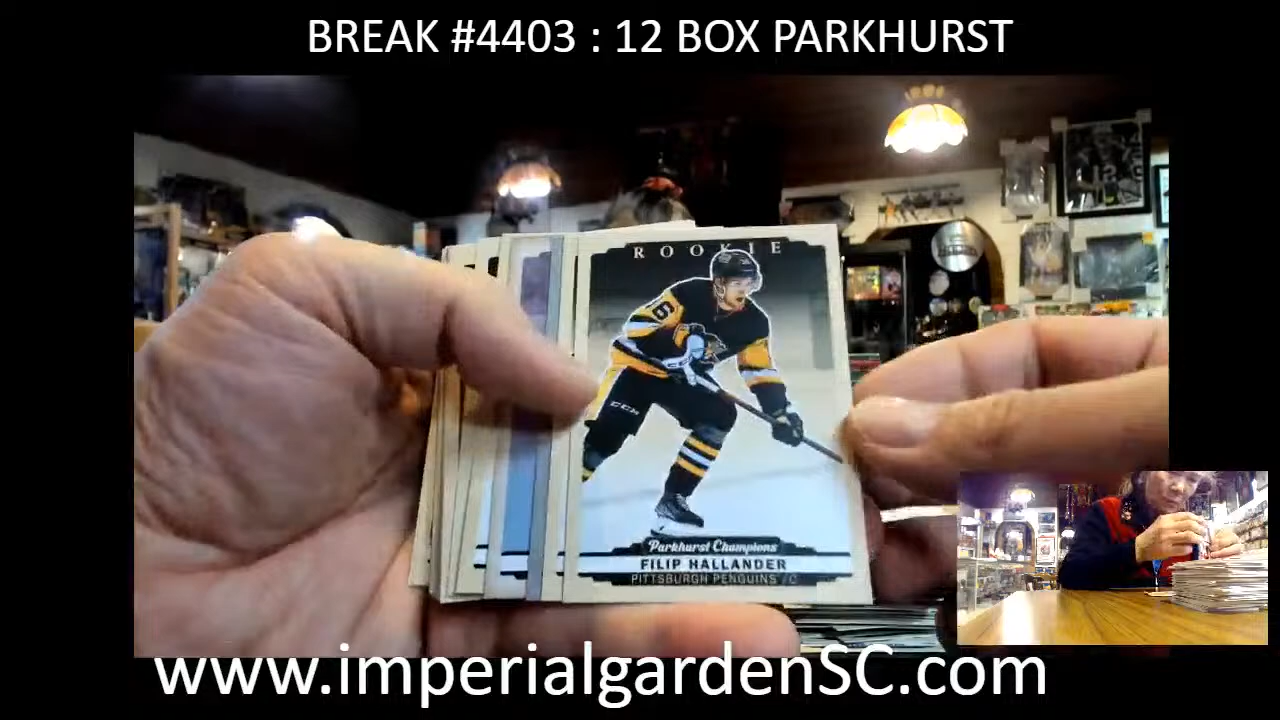 BREAK #4403 : 12 BOX PARKHURST
ROOKIE
16
CCM
Parkhurst Champions
FILIP HALLANDER
PITTSBURGH PENGUINS / C
www.imperialgardenSC.com